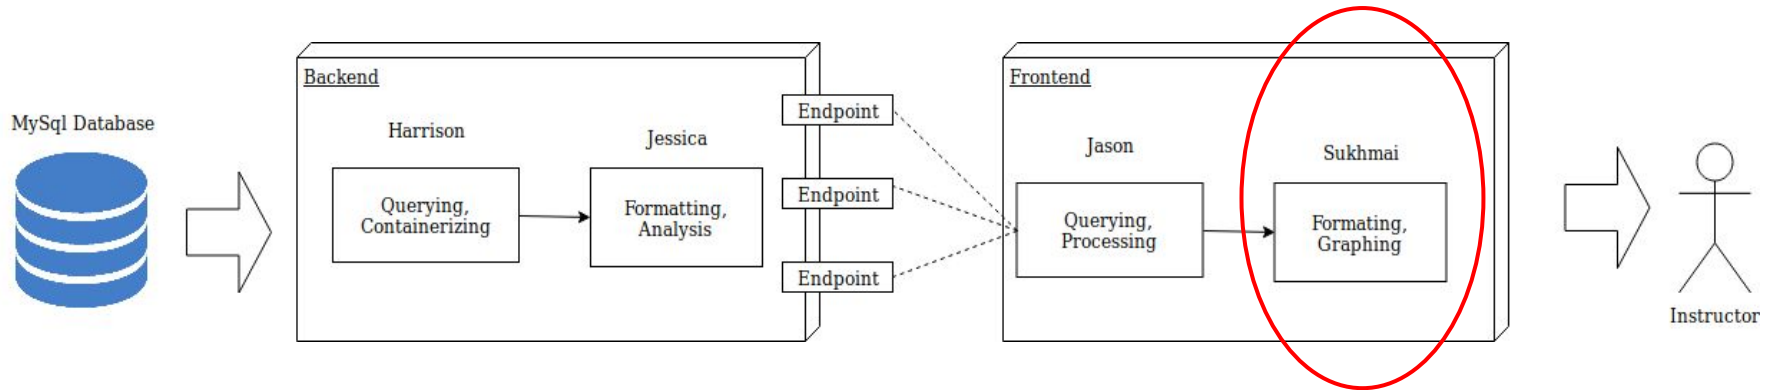 MySql Database
Backend
Harrison
Querying,
Containerizing
Jessica
Formatting,
Analysis
Endpoint
Endpoint
Endpoint
Frontend
Jason
Querying,
Processing
Sukhmai
Formating,
Graphing
Instructor